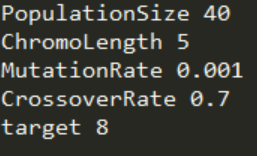 PopulationSize 40
ChromoLength 5
MutationRate 0.001
CrossoverRate 0.7
target 8